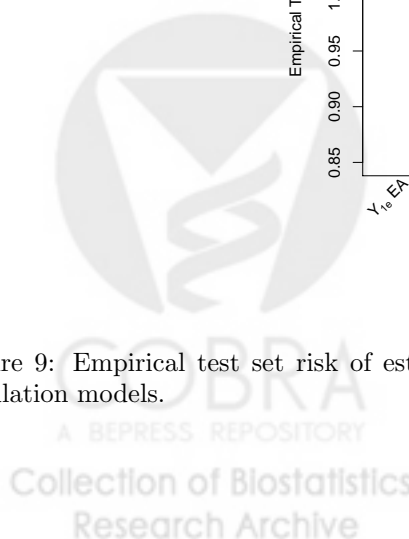 Empirical T
1.
0.95
0.90
0.85
Y1e EA
re 9: Empirical test set risk of est
lation models.
COBRA
A BEPRESS REPOSITORY
Collection of Biostatistics
Research Archive